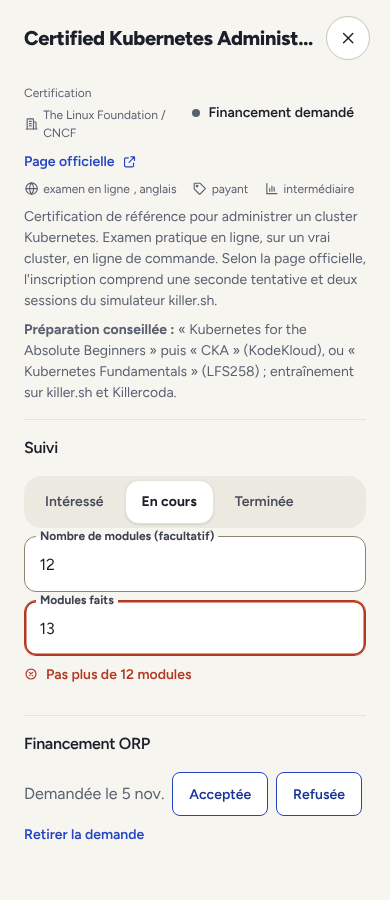 Certified Kubernetes Administ...
Certification
The Linux Foundation /
CNCF
Financement demandé
Page officielle
examen en ligne , anglais
payant
intermédiaire
Certification de référence pour administrer un cluster
Kubernetes. Examen pratique en ligne, sur un vrai
cluster, en ligne de commande. Selon la page officielle,
l'inscription comprend une seconde tentative et deux
sessions du simulateur killer.sh.
Préparation conseillée : « Kubernetes for the
Absolute Beginners » puis « CKA » (KodeKloud), ou «
Kubernetes Fundamentals » (LFS258) ; entraînement
sur killer.sh et Killercoda.
Suivi
Intéressé
En cours
Terminée
Nombre de modules (facultatif)
12
Modules faits
13
Pas plus de 12 modules
Financement ORP
Demandée le 5 nov.
Acceptée
Refusée
Retirer la demande